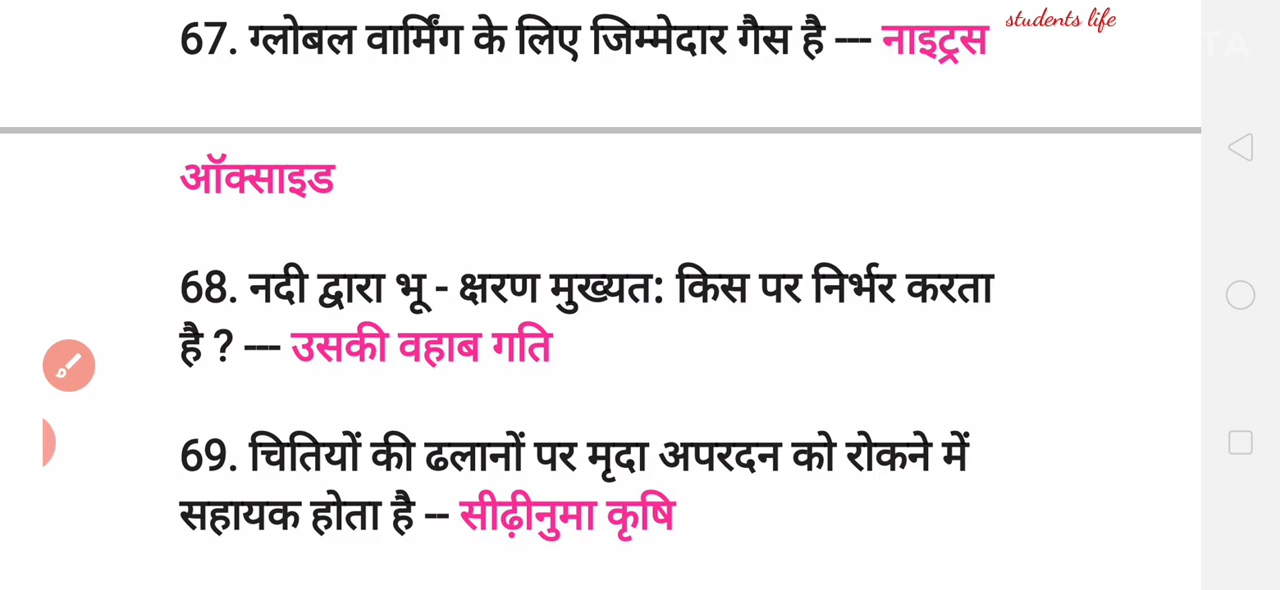 students life
67. ग्लोबल वार्मिंग के लिए जिम्मेदार गैस है --- नाइट्रस
TA
ऑक्साइड
68. नदी द्वारा भू - क्षरण मुख्यत: किस पर निर्भर करता
है ? --- उसकी वहाब गति
69. चितियों की ढलानों पर मृदा अपरदन को रोकने में
सहायक होता है -- सीढ़ीनुमा कृषि